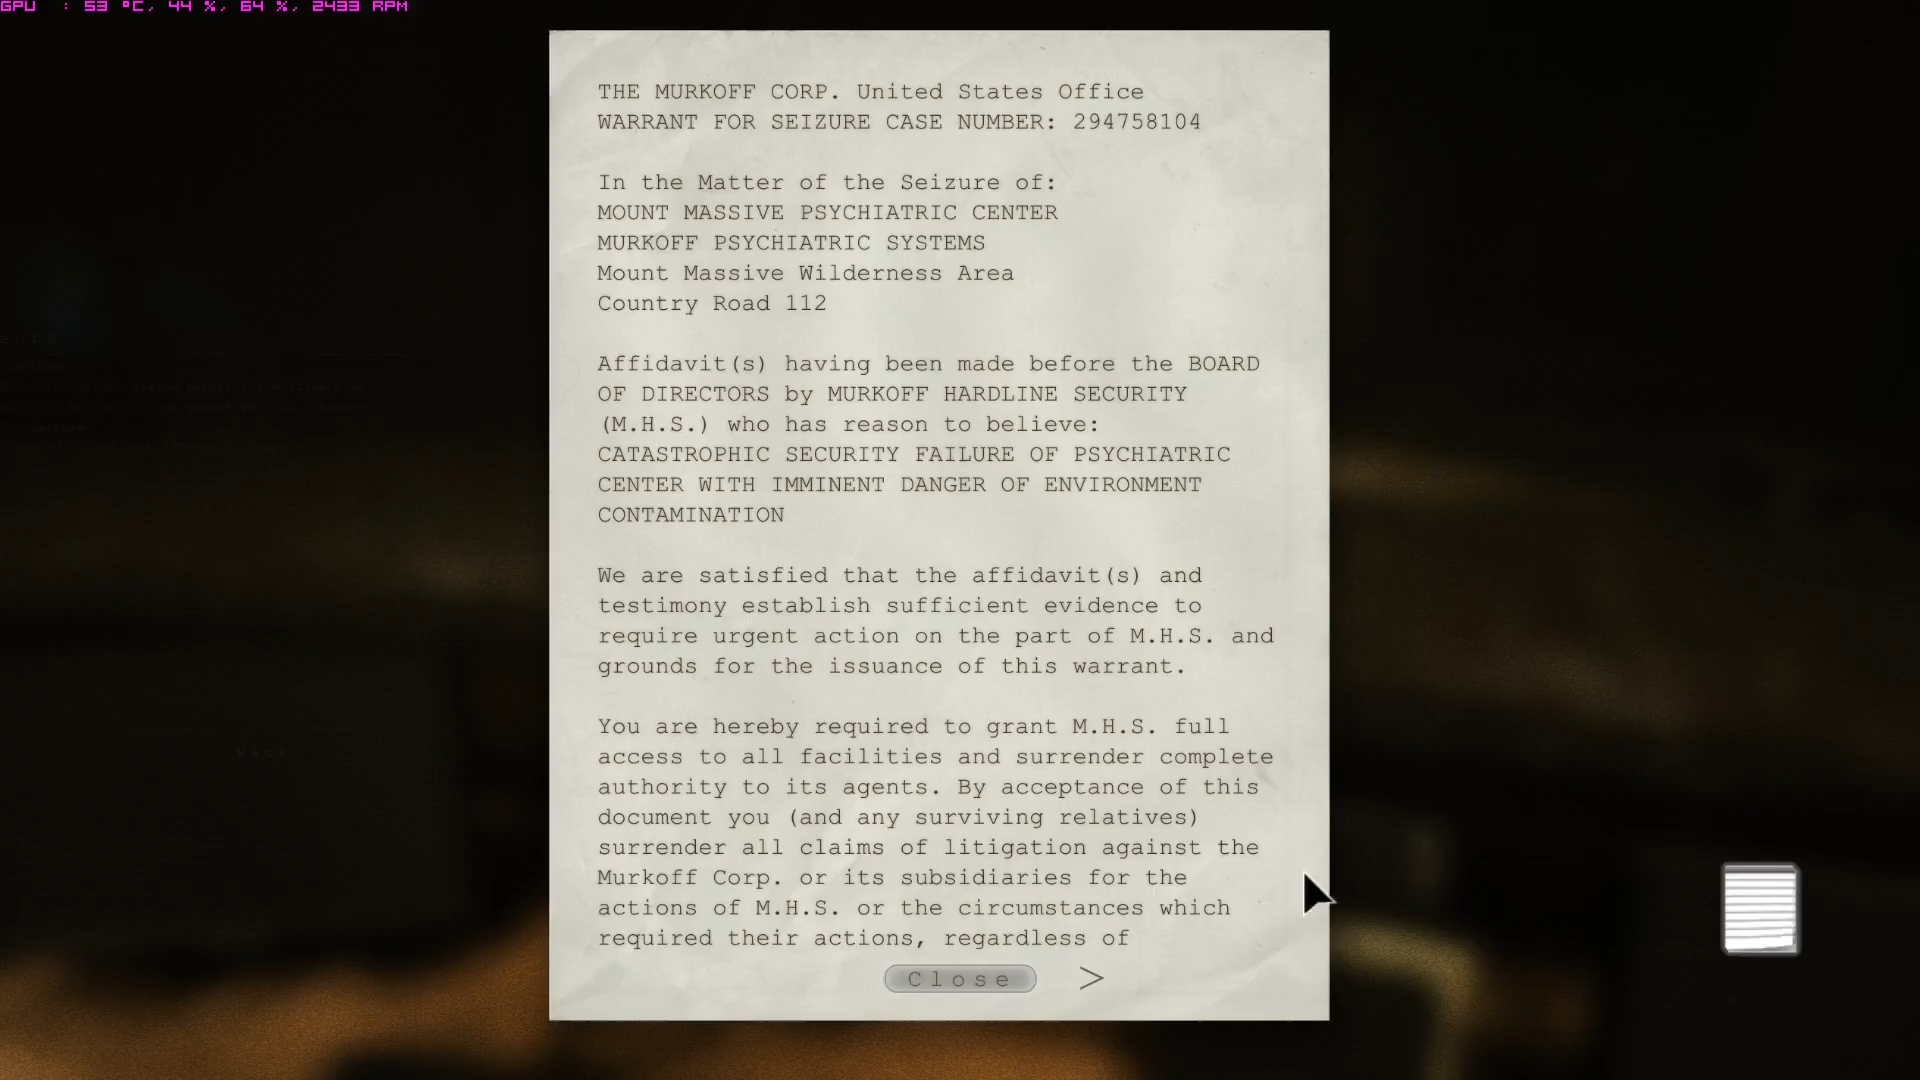 GPU : 53 °C, 44 %, 64 %, 2433 RPM
THE MURKOFF CORP. United States Office
WARRANT FOR SEIZURE CASE NUMBER: 294758104
In the Matter of the Seizure of:
MOUNT MASSIVE PSYCHIATRIC CENTER
MURKOFF PSYCHIATRIC SYSTEMS
Mount Massive Wilderness Area
Country Road 112
Affidavit(s) having been made before the BOARD
OF DIRECTORS by MURKOFF HARDLINE SECURITY
(M.H.S.) who has reason to believe:
CATASTROPHIC SECURITY FAILURE OF PSYCHIATRIC
CENTER WITH IMMINENT DANGER OF ENVIRONMENT
CONTAMINATION
We are satisfied that the affidavit(s) and
testimony establish sufficient evidence to
require urgent action on the part of M.H.S. and
grounds for the issuance of this warrant.
You are hereby required to grant M.H.S. full
access to all facilities and surrender complete
authority to its agents. By acceptance of this
document you (and any surviving relatives)
surrender all claims of litigation against the
Murkoff Corp. or its subsidiaries for the
actions of M.H.S. or the circumstances which
required their actions, regardless of
Close >
Back